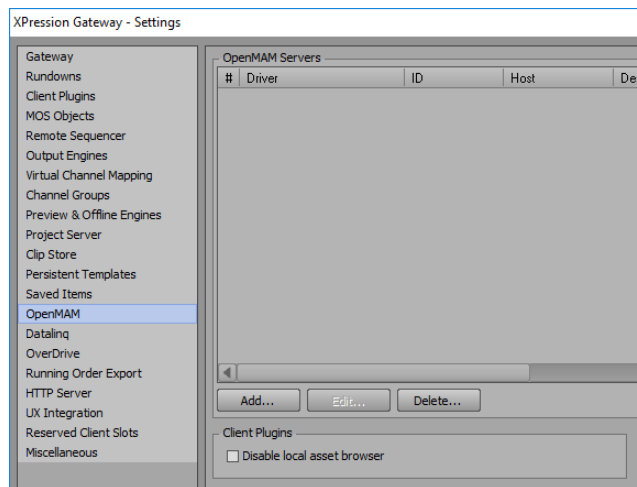 XPression Gateway - Settings
Gateway
Rundowns
Client Plugins
MOS Objects
Remote Sequencer
Output Engines
Virtual Channel Mapping
Channel Groups
Preview & Offline Engines
Project Server
Clip Store
Persistent Templates
Saved Items
OpenMAM
Datalinq
OverDrive
Running Order Export
HTTP Server
UX Integration
Reserved Client Slots
Miscellaneous
OpenMAM Servers
# Driver ID Host De
Add... Edit... Delete...
Client Plugins
Disable local asset browser